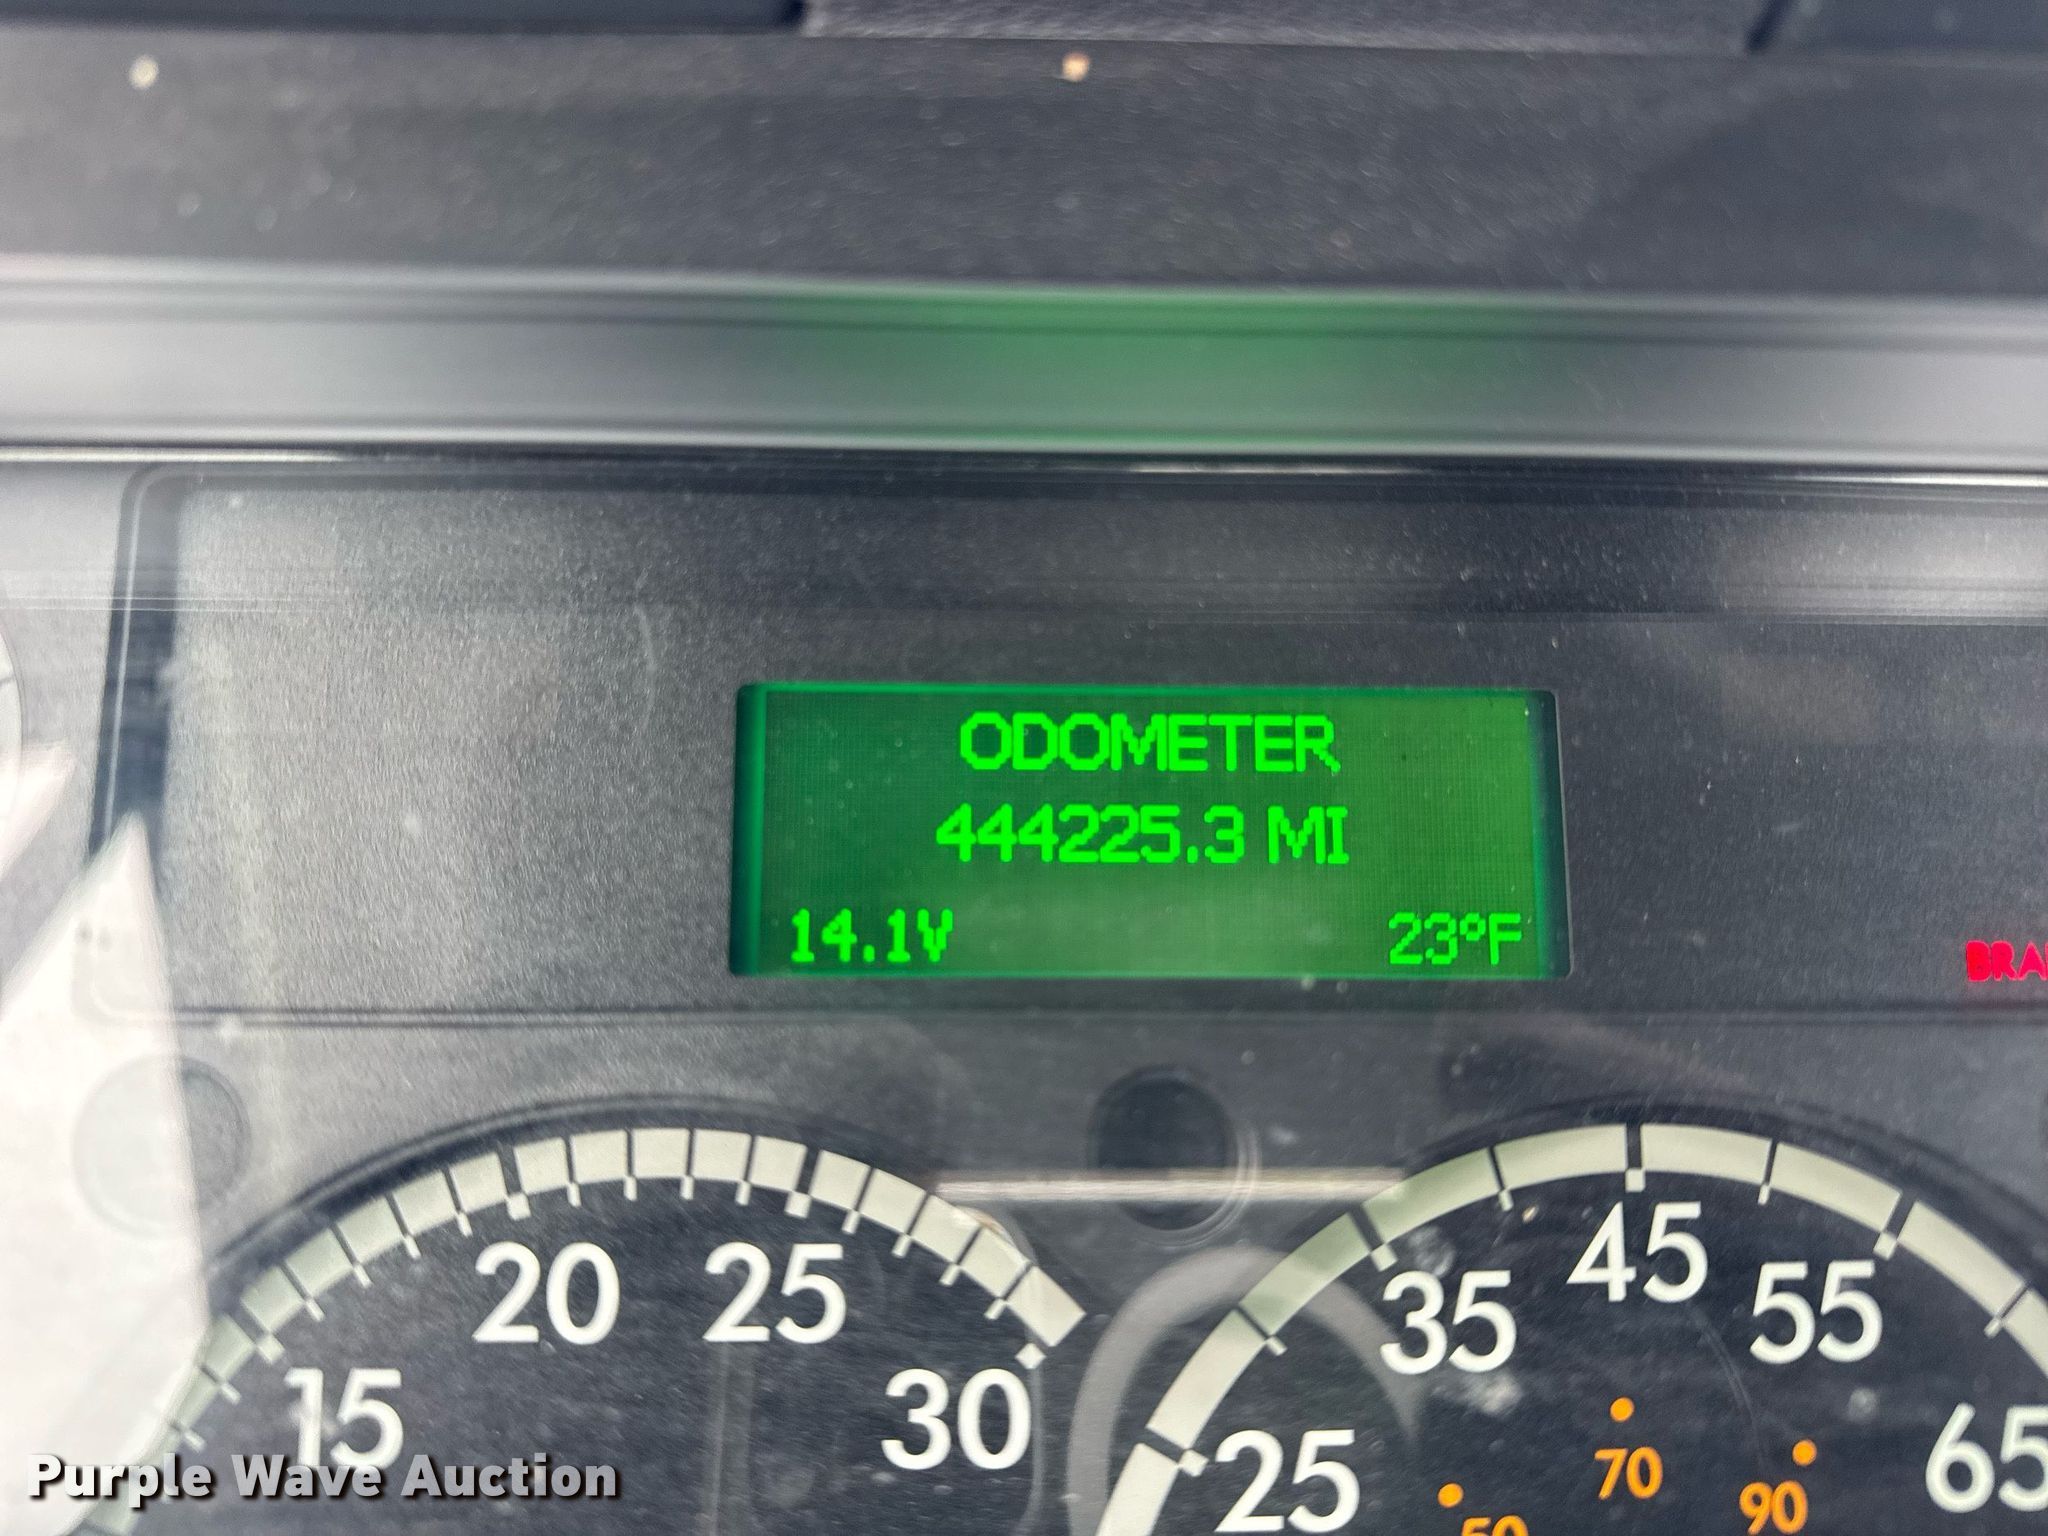 ODOMETER
444225.3 MI
14.1V 23°F
20 25
15 30
35 45 55
25 65
70 90
Purple Wave Auction